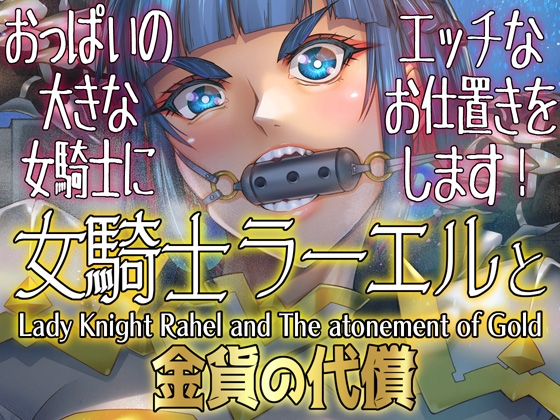 おっぱいの
大きな
女騎士に
エッチな
お仕置きを
します！
女騎士ラーエルと
Lady Knight Rahel and The atonement of Gold
金貨の代償